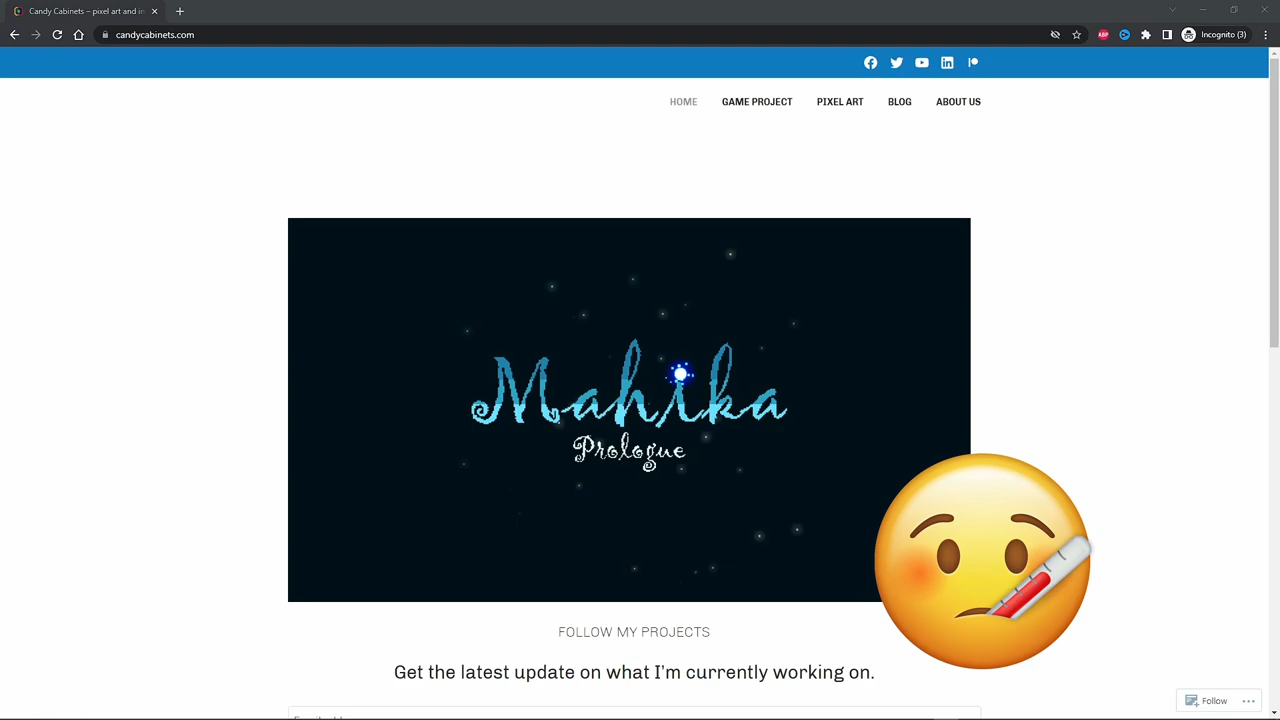 Candy Cabinets – pixel art and in
candycabinets.com
ABP
Incognito (3)
HOME
GAME PROJECT
PIXEL ART
BLOG
ABOUT US
Mahika
Prologue
FOLLOW MY PROJECTS
Get the latest update on what I'm currently working on.
Follow